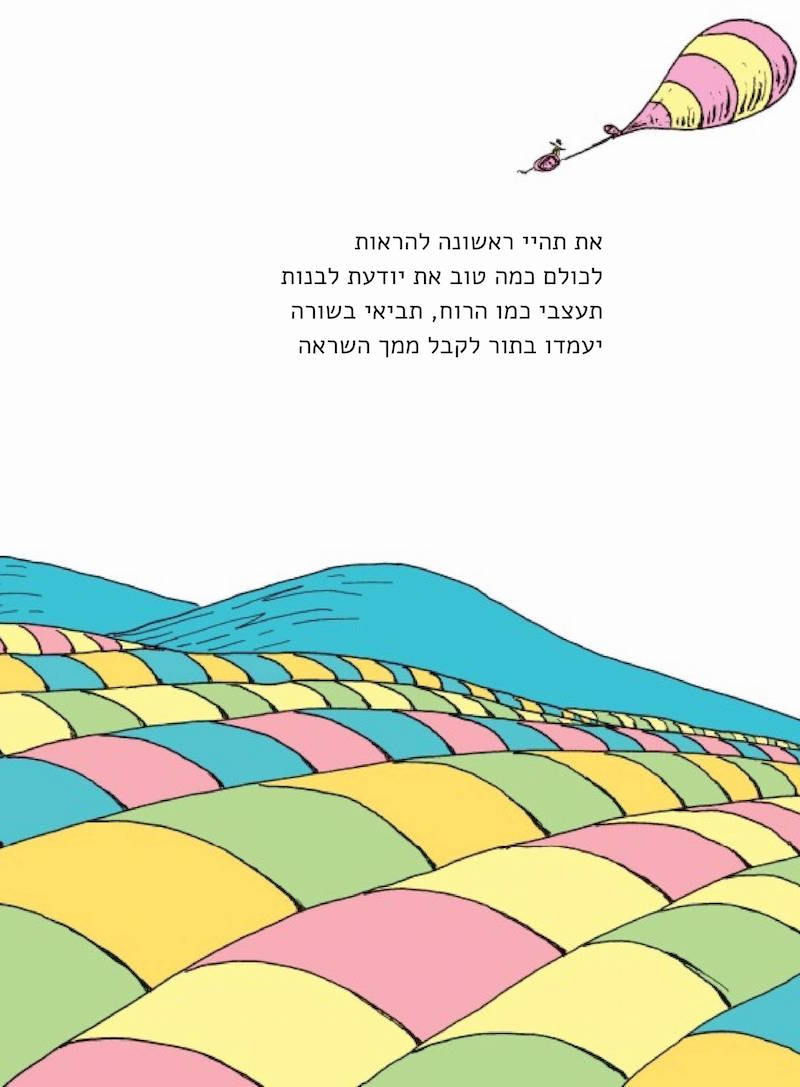 את תהיי ראשונה להראות
לכולם כמה טוב את יודעת לבנות
תעצבי כמו הרוח, תביאי בשורה
יעמדו בתור לקבל ממך השראה